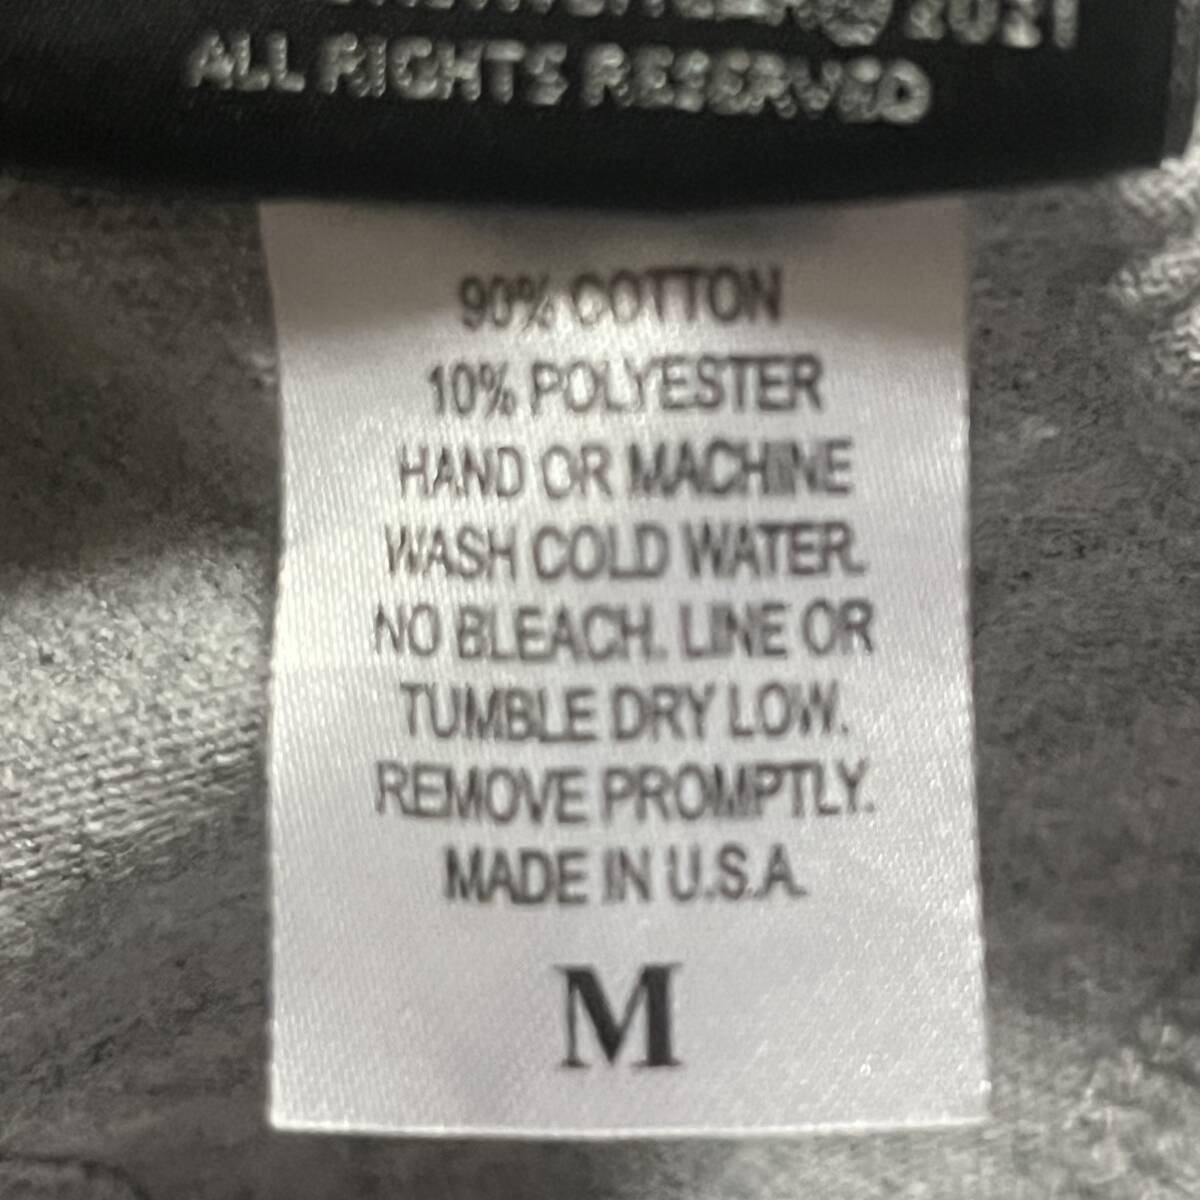 © 2021
ALL RIGHTS RESERVED
90% COTTON
10% POLYESTER
HAND OR MACHINE
WASH COLD WATER.
NO BLEACH. LINE OR
TUMBLE DRY LOW.
REMOVE PROMPTLY.
MADE IN U.S.A.
M